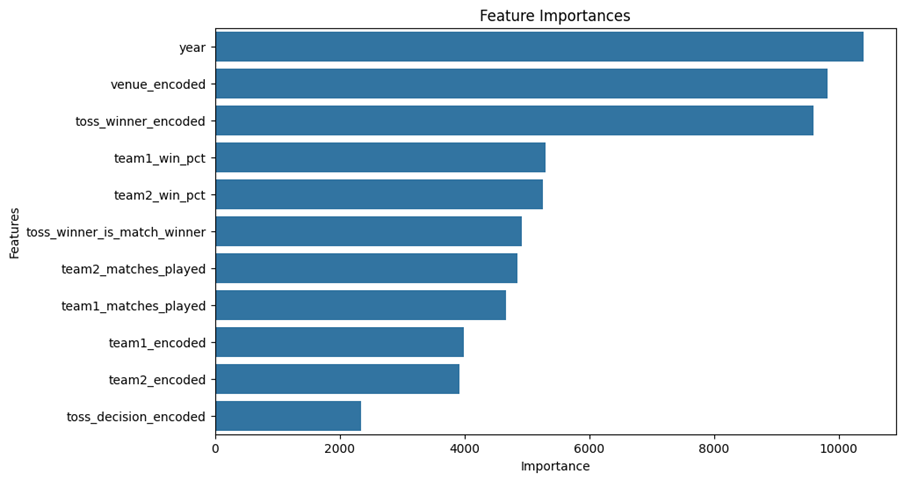 Feature Importances
Features
year
venue_encoded
toss_winner_encoded
team1_win_pct
team2_win_pct
toss_winner_is_match_winner
team2_matches_played
team1_matches_played
team1_encoded
team2_encoded
toss_decision_encoded
0 2000 4000 6000 8000 10000
Importance